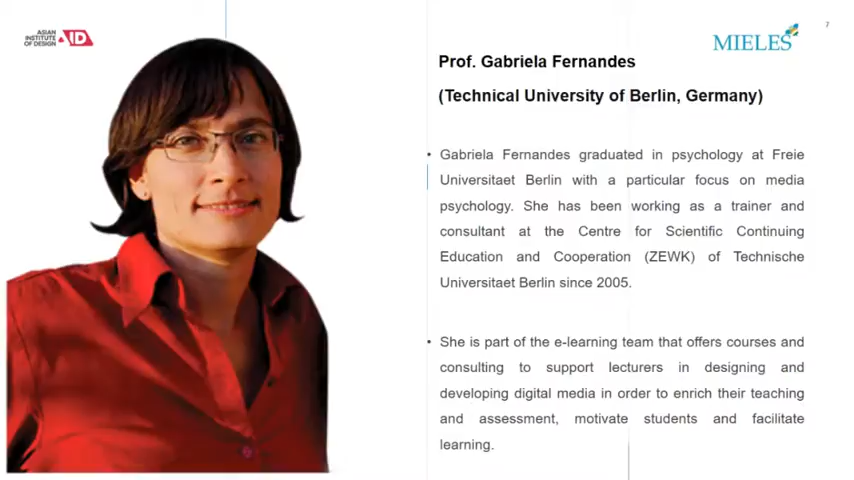 ASIAN
INSTITUTE
OF DESIGN
AID
MIELES
7
Prof. Gabriela Fernandes
(Technical University of Berlin, Germany)
• Gabriela Fernandes graduated in psychology at Freie
Universitaet Berlin with a particular focus on media
psychology. She has been working as a trainer and
consultant at the Centre for Scientific Continuing
Education and Cooperation (ZEWK) of Technische
Universitaet Berlin since 2005.
• She is part of the e-learning team that offers courses and
consulting to support lecturers in designing and
developing digital media in order to enrich their teaching
and assessment, motivate students and facilitate
learning.